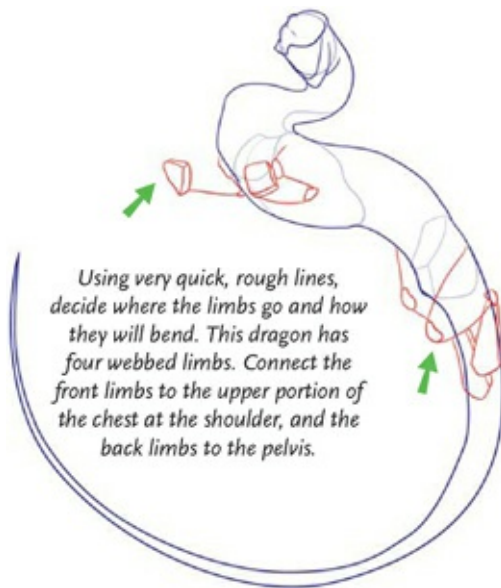 Using very quick, rough lines,
decide where the limbs go and how
they will bend. This dragon has
four webbed limbs. Connect the
front limbs to the upper portion of
the chest at the shoulder, and the
back limbs to the pelvis.